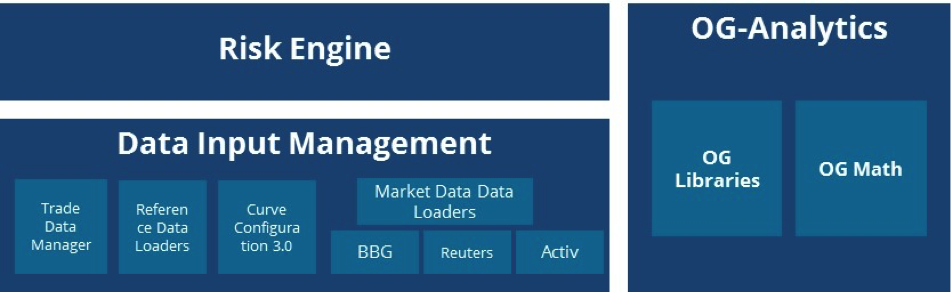 Risk Engine
OG-Analytics
OG
Libraries
OG Math
Data Input Management
Trade
Data
Manager
Referen
ce Data
Loaders
Curve
Configura
tion 3.0
Market Data Data
Loaders
BBG
Reuters
Activ